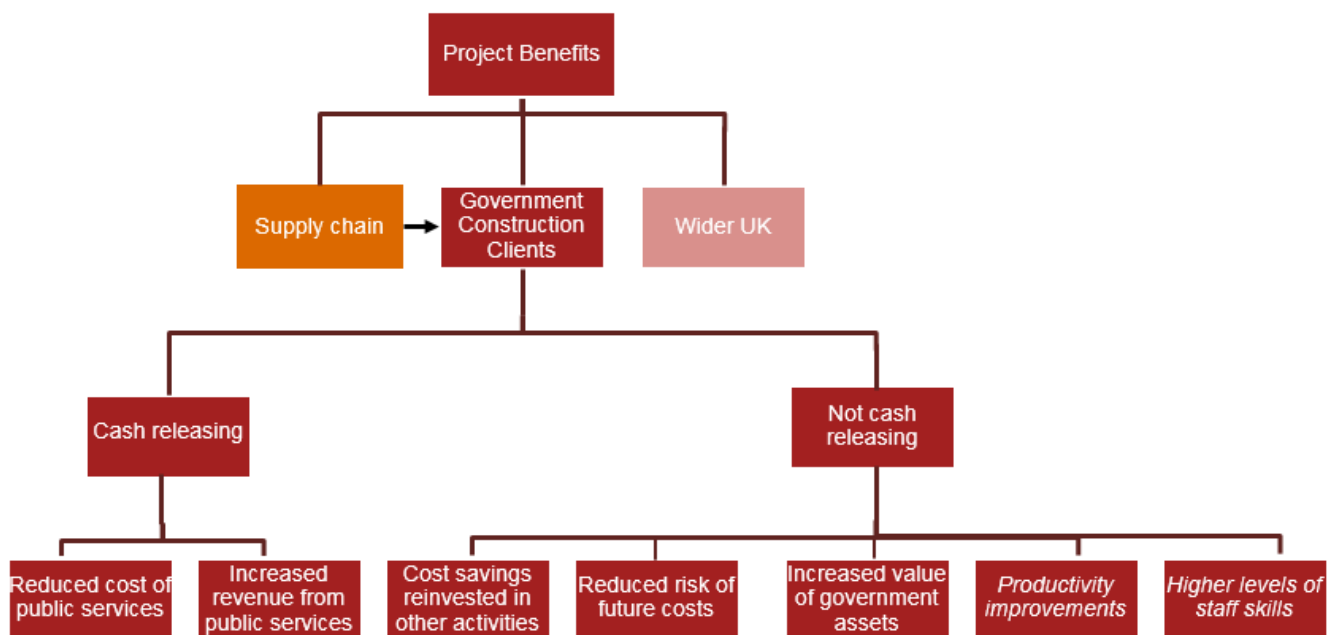 Project Benefits
Supply chain
Government
Construction
Clients
Wider UK
Cash releasing
Not cash
releasing
Reduced cost of
public services
Increased
revenue from
public services
Cost savings
reinvested in
other activities
Reduced risk of
future costs
Increased value
of government
assets
Productivity
improvements
Higher levels of
staff skills